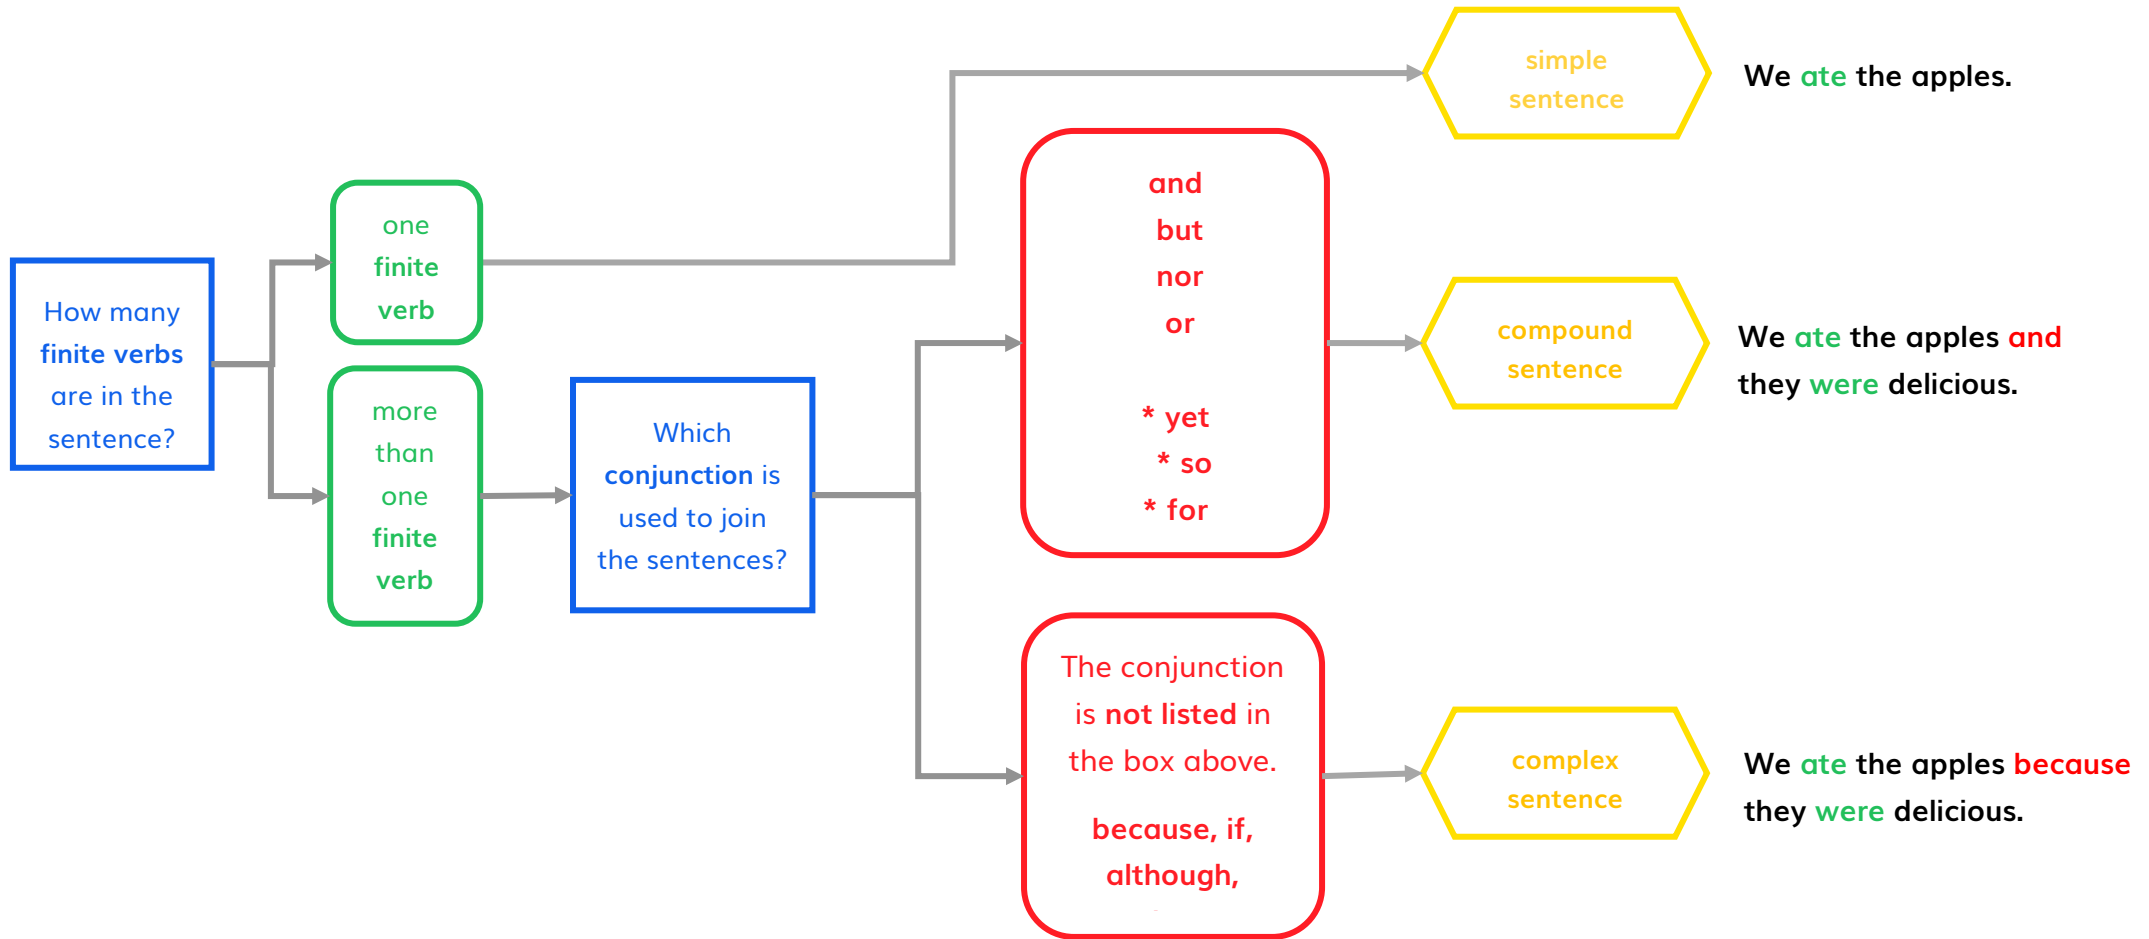 How many
finite verbs
are in the
sentence?
one
finite
verb
more
than
one
finite
verb
Which
conjunction is
used to join
the sentences?
and
but
nor
or
* yet
* so
* for
The conjunction
is not listed in
the box above.
because, if,
although,
simple
sentence
We ate the apples.
compound
sentence
We ate the apples and
they were delicious.
complex
sentence
We ate the apples because
they were delicious.